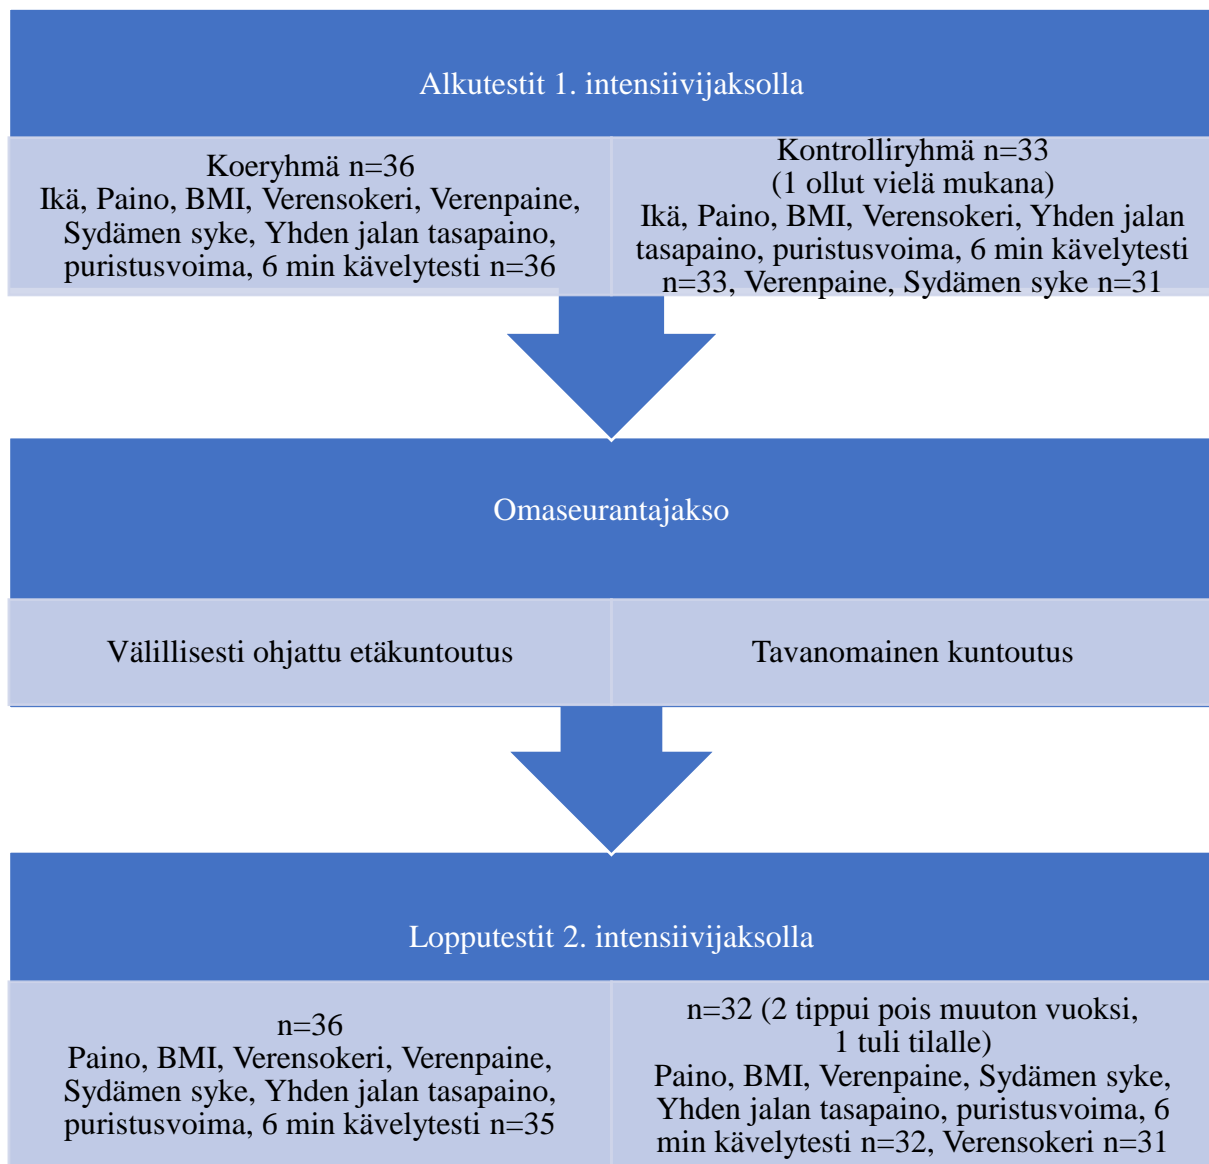 Alkutestit 1. intensiivijaksolla
Koeryhmä n=36
Ikä, Paino, BMI, Verensokeri, Verenpaine,
Sydämen syke, Yhden jalan tasapaino,
puristusvoima, 6 min kävelytesti n=36
Kontrolliryhmä n=33
(1 ollut vielä mukana)
Ikä, Paino, BMI, Verensokeri, Yhden jalan
tasapaino, puristusvoima, 6 min kävelytesti
n=33, Verenpaine, Sydämen syke n=31
Omaseurantajakso
Välillisesti ohjattu etäkuntoutus
Tavanomainen kuntoutus
Lopputestit 2. intensiivijaksolla
n=36
Paino, BMI, Verensokeri, Verenpaine,
Sydämen syke, Yhden jalan tasapaino,
puristusvoima, 6 min kävelytesti n=35
n=32 (2 tippui pois muuton vuoksi,
1 tuli tilalle)
Paino, BMI, Verenpaine, Sydämen syke,
Yhden jalan tasapaino, puristusvoima, 6
min kävelytesti n=32, Verensokeri n=31